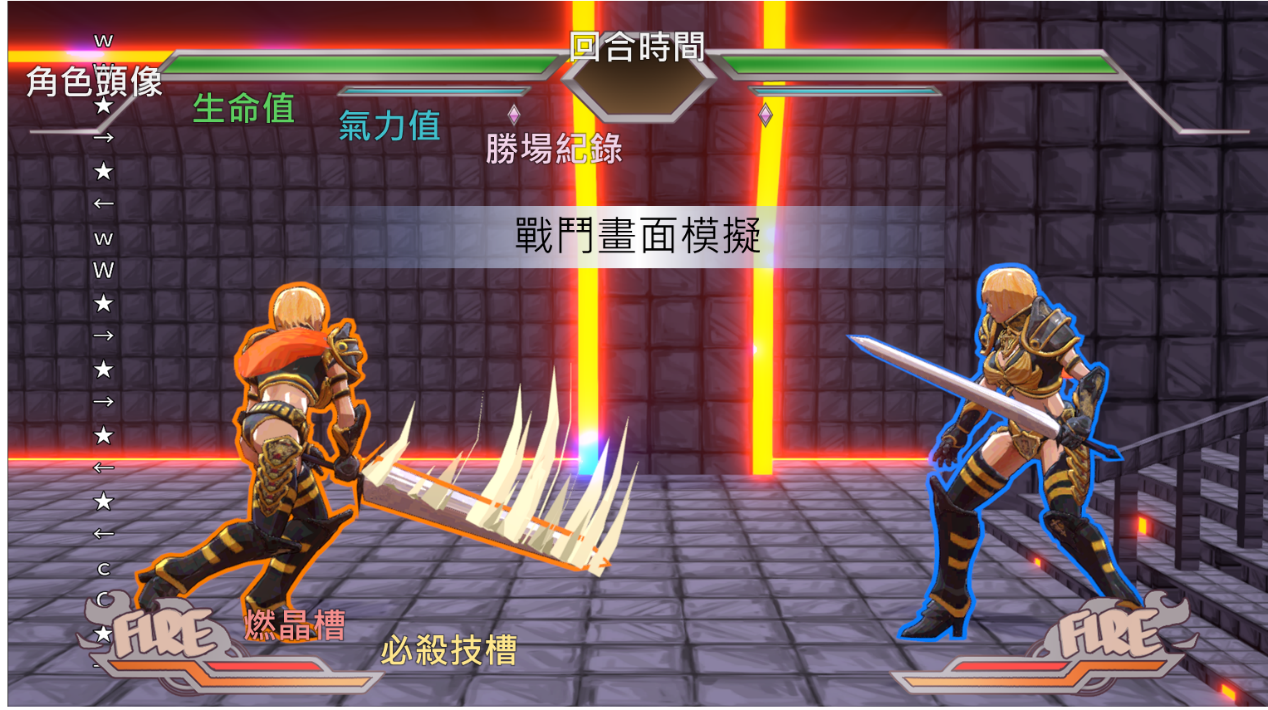 回合時間
角色頭像
生命值
氣力值
勝場紀錄
戰鬥畫面模擬
w
W
★
→
★
←
w
W
★
→
★
→
★
←
★
←
c
C
★
FIRE
燃晶槽
必殺技槽
FIRE